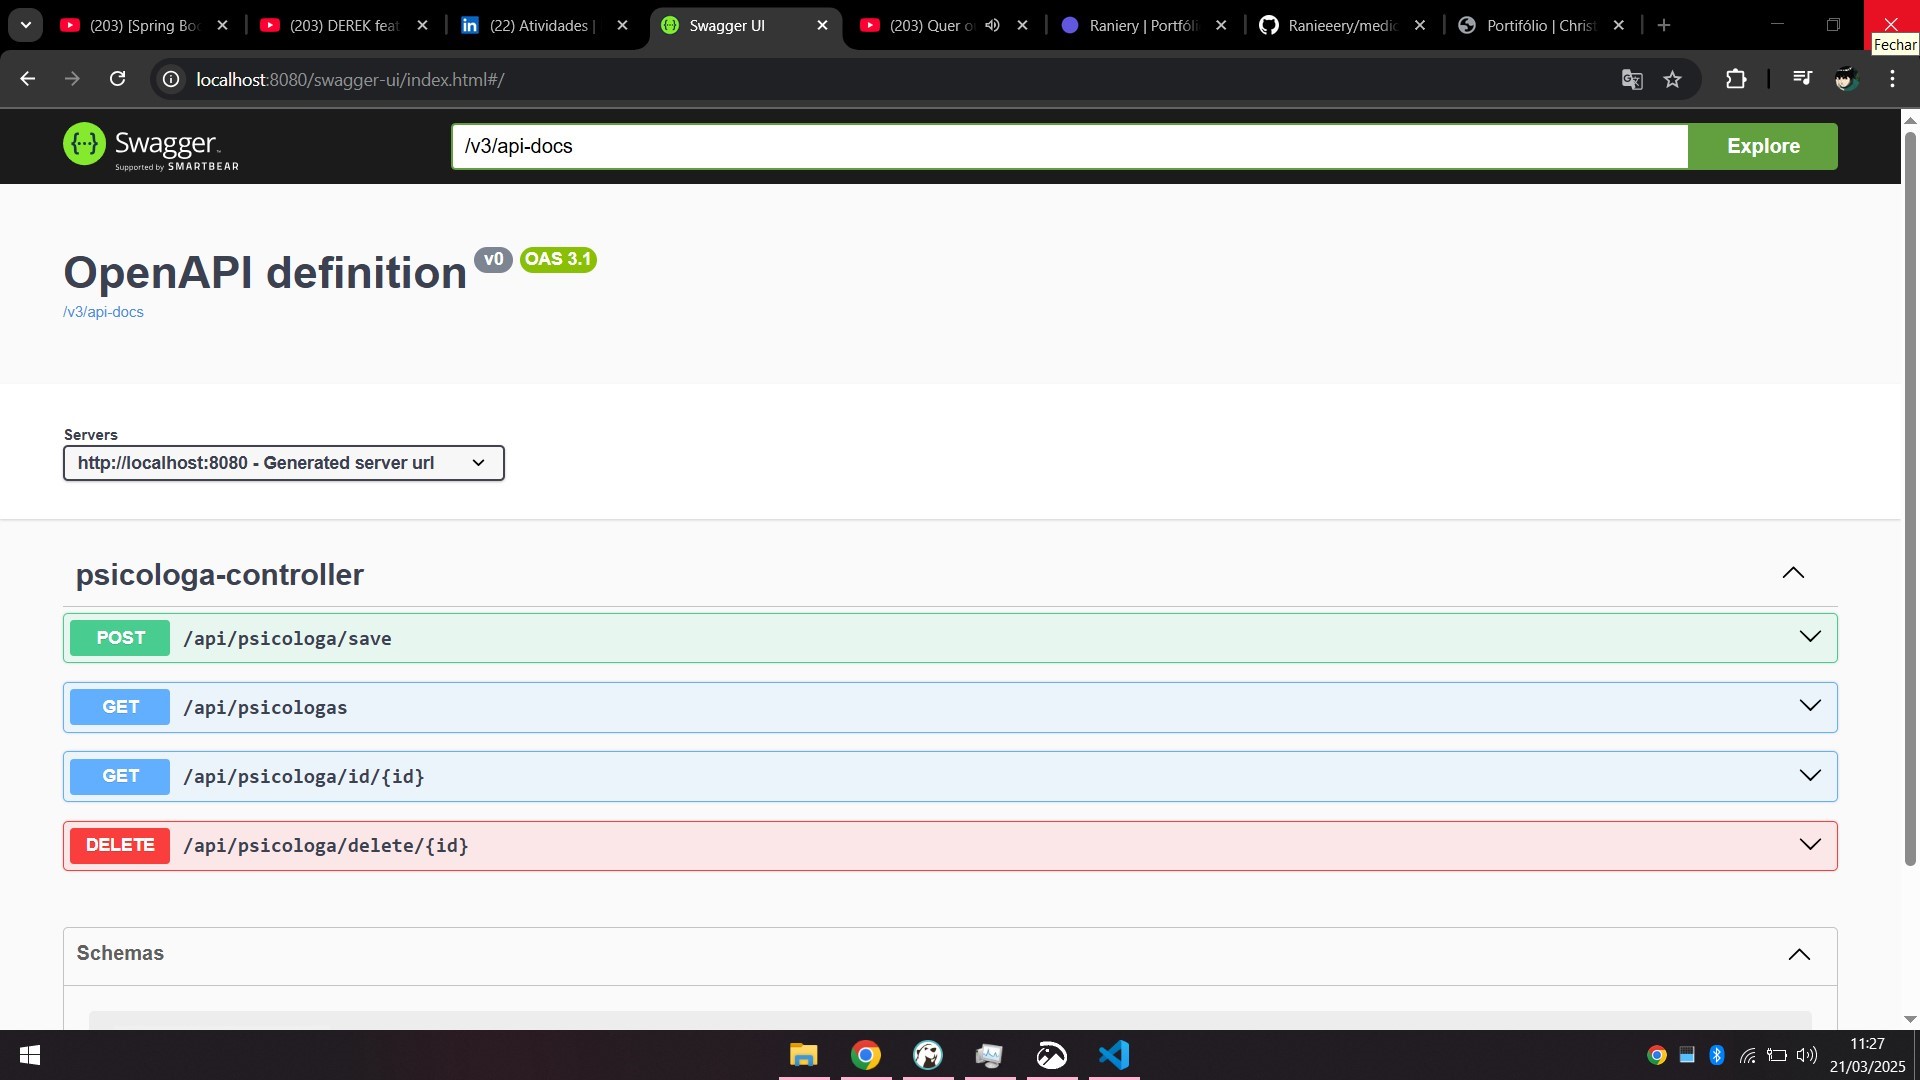 (203) [Spring Bo
(203) DEREK feat
(22) Atividades |
Swagger UI
(203) Quer o
Raniery | Portfóli
Ranieeery/medic
Portifólio | Christ
Fechar
localhost:8080/swagger-ui/index.html#/
Swagger
Supported by SMARTBEAR
/v3/api-docs
Explore
OpenAPI definition
v0
OAS 3.1
/v3/api-docs
Servers
http://localhost:8080 - Generated server url
psicologa-controller
POST /api/psicologa/save
GET /api/psicologas
GET /api/psicologa/id/{id}
DELETE /api/psicologa/delete/{id}
Schemas
11:27
21/03/2025